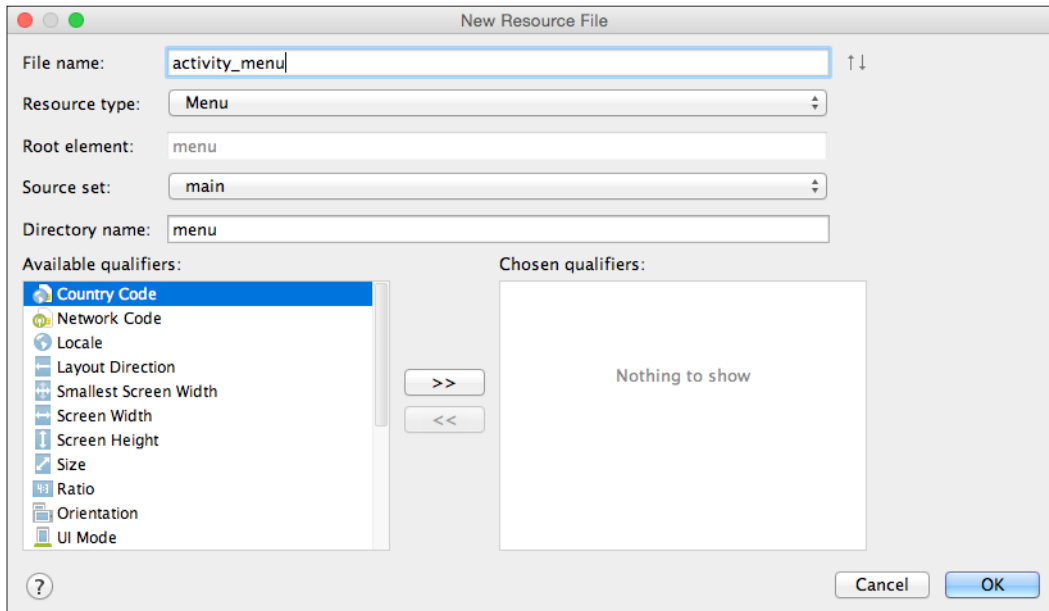 New Resource File
File name: activity_menu ↑↓
Resource type: Menu
Root element: menu
Source set: main
Directory name: menu
Available qualifiers: Chosen qualifiers:
Country Code
Network Code
Locale
Layout Direction
Smallest Screen Width
Screen Width
Screen Height
Size
Ratio
Orientation
UI Mode
>>
<<
Nothing to show
?
Cancel OK